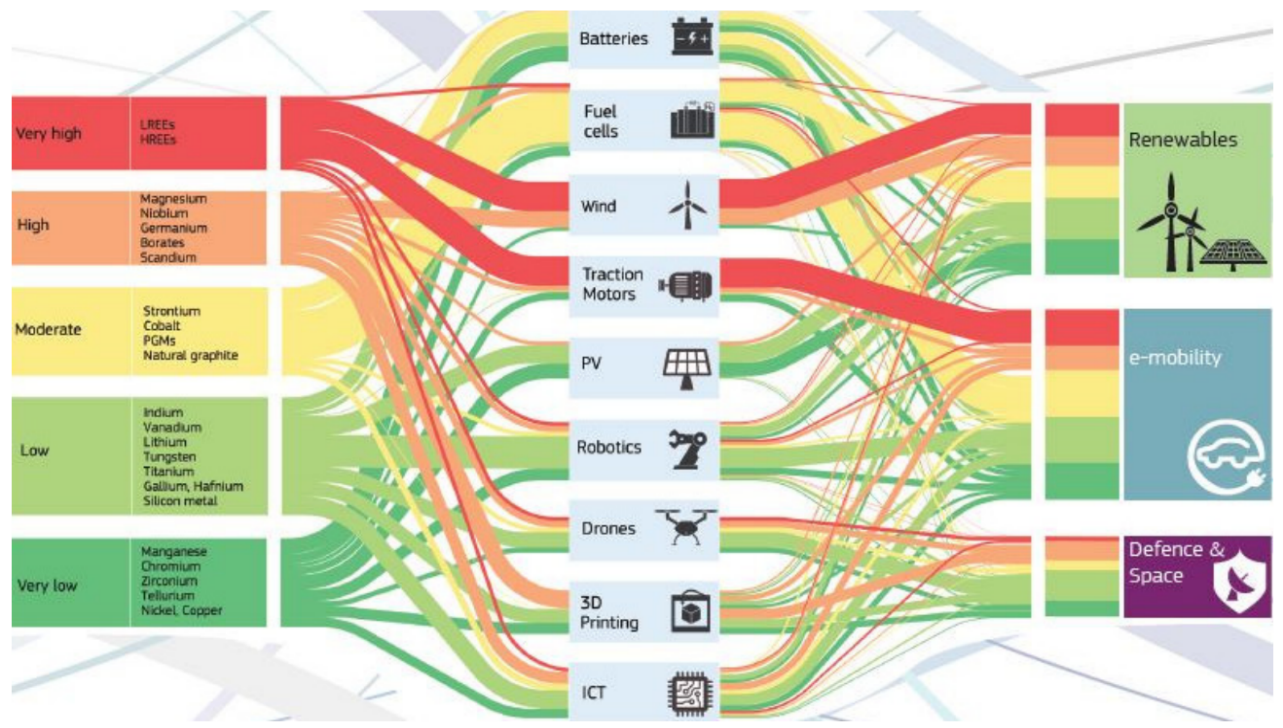 Very high
LREEs
HREEs
High
Magnesium
Niobium
Germanium
Borates
Scandium
Moderate
Strontium
Cobalt
PGMs
Natural graphite
Low
Indium
Vanadium
Lithium
Tungsten
Titanium
Gallium, Hafnium
Silicon metal
Very low
Manganese
Chromium
Zirconium
Tellurium
Nickel, Copper
Batteries
Fuel
cells
Wind
Traction
Motors
PV
Robotics
Drones
3D
Printing
ICT
Renewables
e-mobility
Defence &
Space